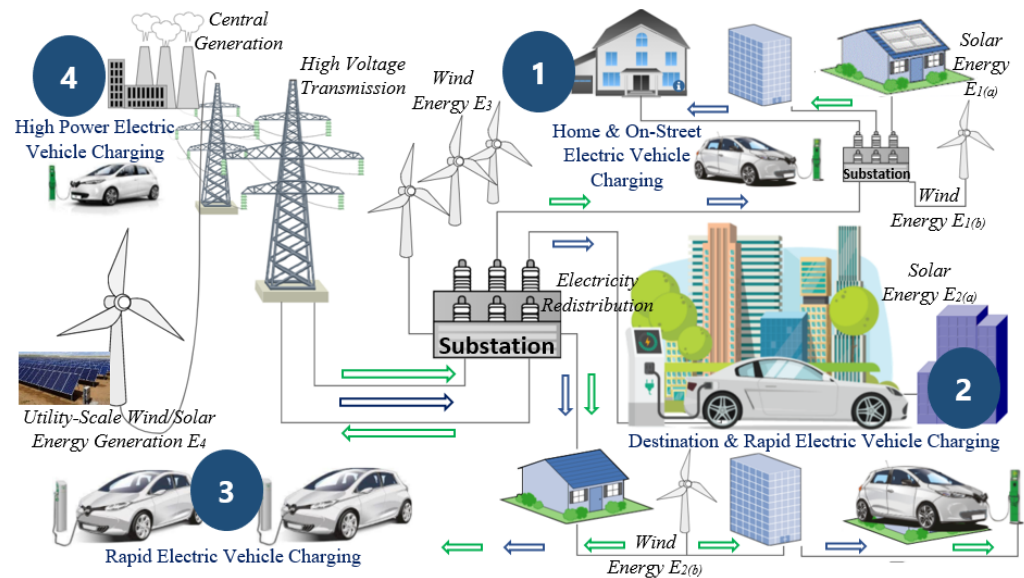 Central
Generation
4
High Power Electric
Vehicle Charging
High Voltage
Transmission
Wind
Energy E3
1
Home & On-Street
Electric Vehicle
Charging
Solar
Energy
E1(a)
Substation
Wind
Energy E1(b)
Electricity
Redistribution
Substation
Solar
Energy E2(a)
2
Destination & Rapid Electric Vehicle Charging
Utility-Scale Wind/Solar
Energy Generation E4
3
Rapid Electric Vehicle Charging
Wind
Energy E2(b)